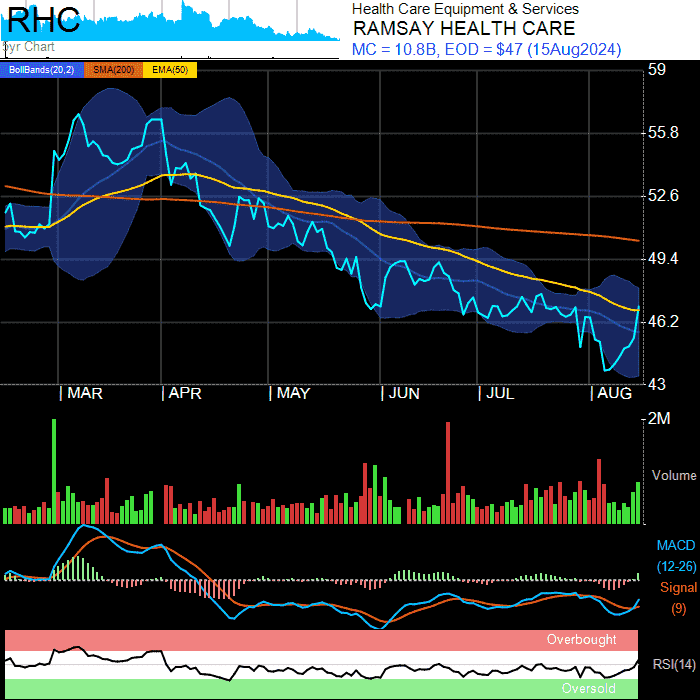 RHC
Health Care Equipment & Services
RAMSAY HEALTH CARE
5yr Chart
MC = 10.8B, EOD = $47 (15Aug2024)
BollBands(20,2) SMA(200) EMA(50)
59
55.8
52.6
49.4
46.2
43
MAR APR MAY JUN JUL AUG
2M
Volume
MACD
(12-26)
Signal
(9)
Overbought
RSI(14)
Oversold